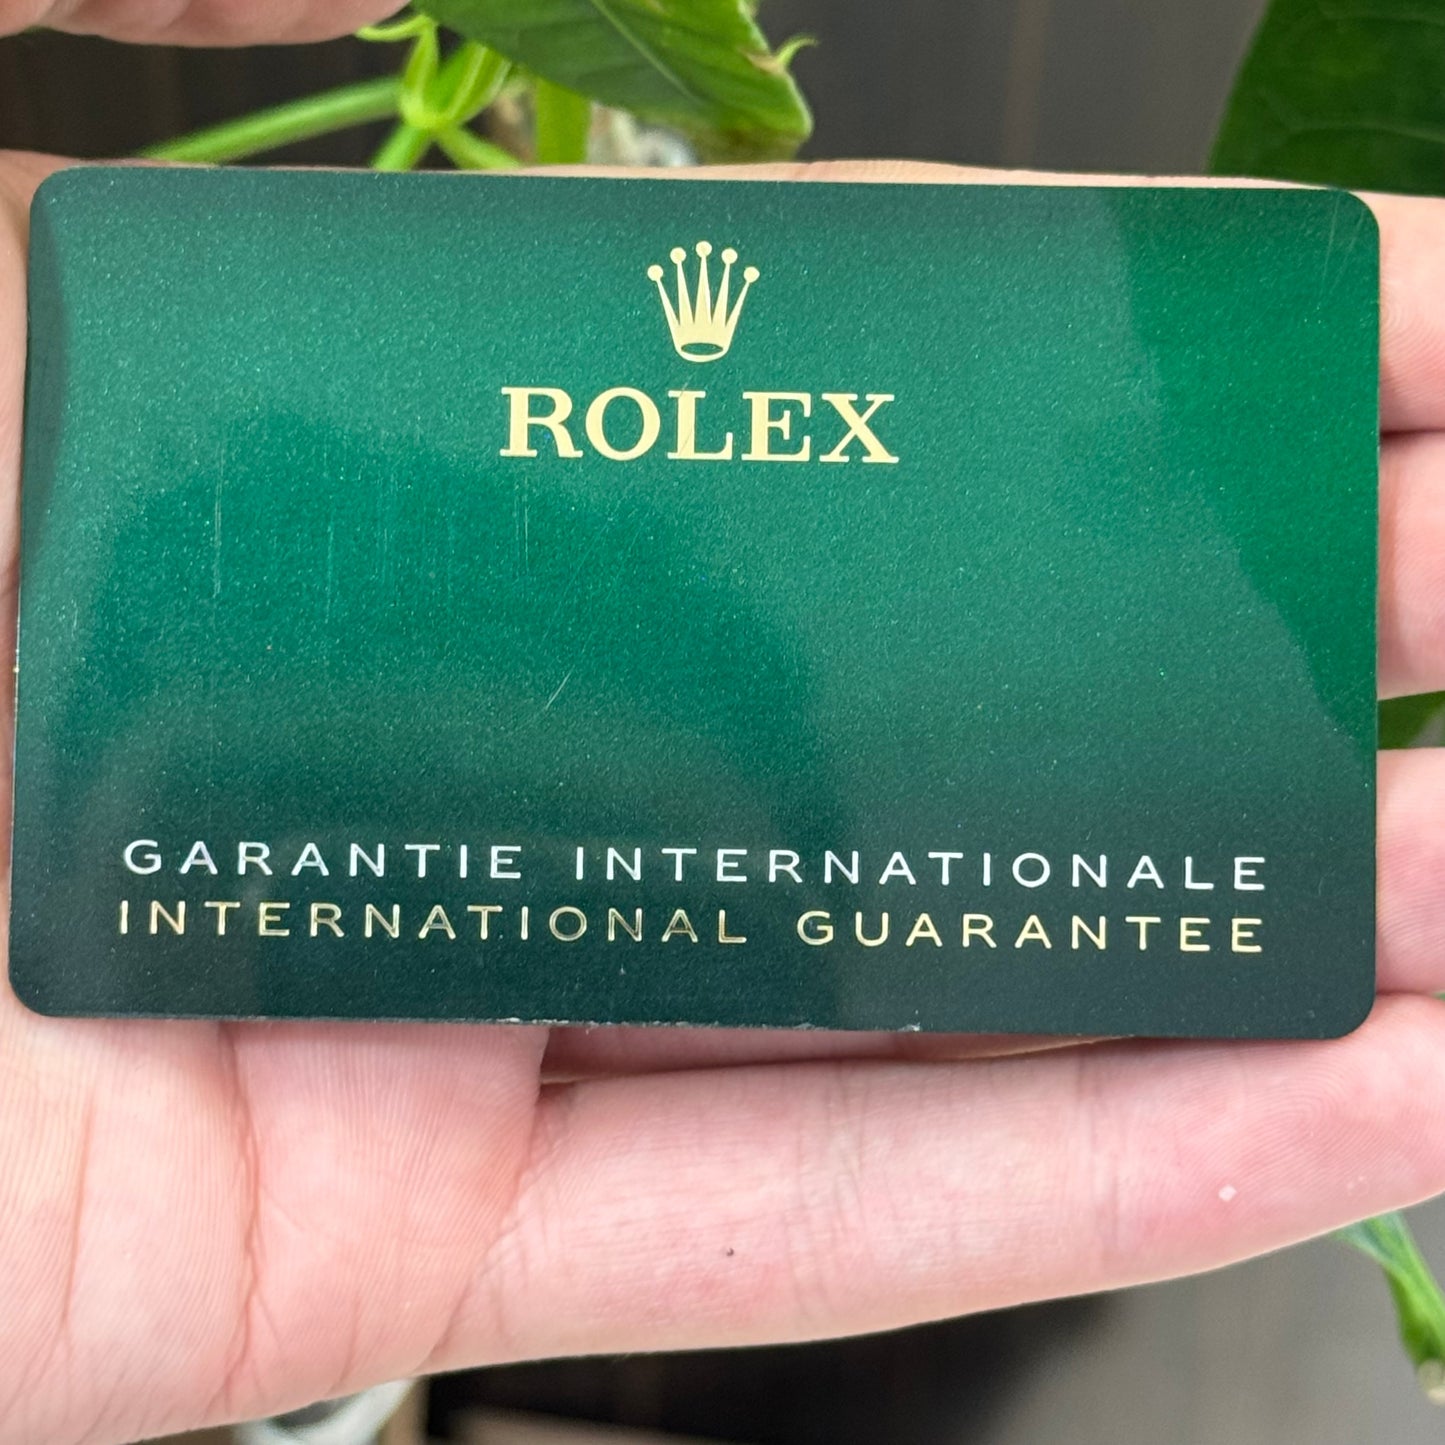 ROLEX
GARANTIE INTERNATIONALE
INTERNATIONAL GUARANTEE